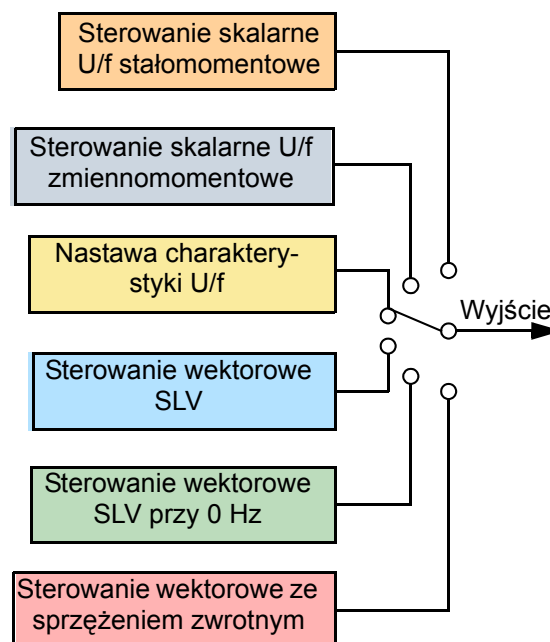 Sterowanie skalarne
U/f stałomomentowe
Sterowanie skalarne U/f
zmiennomomentowe
Nastawa charaktery-
styki U/f
Wyjście
Sterowanie wektorowe
SLV
Sterowanie wektorowe
SLV przy 0 Hz
Sterowanie wektorowe ze
sprzężeniem zwrotnym